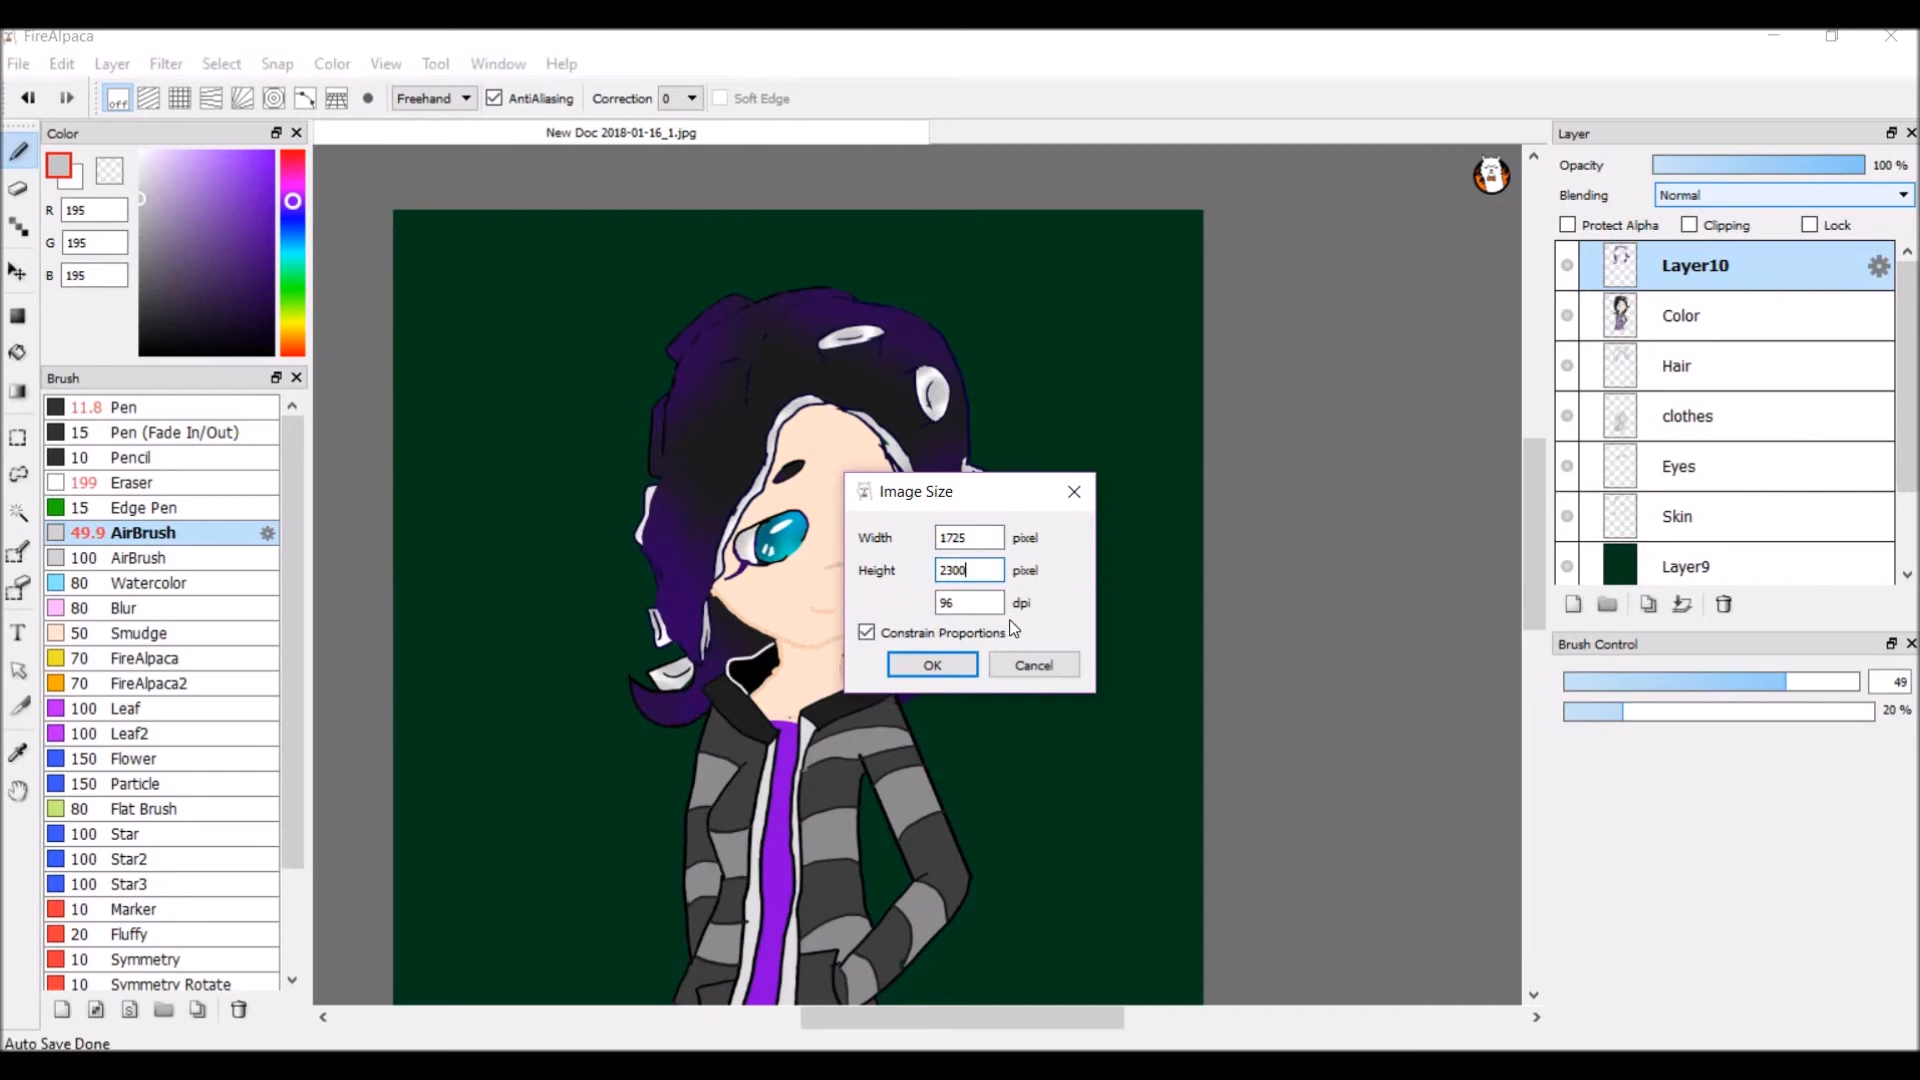 FireAlpaca
File Edit Layer Filter Select Snap Color View Tool Window Help
off Freehand AntiAliasing Correction 0 Soft Edge
Color
New Doc 2018-01-16_1.jpg
R 195
G 195
B 195
Brush
11.8 Pen
15 Pen (Fade In/Out)
10 Pencil
199 Eraser
15 Edge Pen
49.9 AirBrush
100 AirBrush
80 Watercolor
80 Blur
50 Smudge
70 FireAlpaca
70 FireAlpaca2
100 Leaf
100 Leaf2
150 Flower
150 Particle
80 Flat Brush
100 Star
100 Star2
100 Star3
10 Marker
20 Fluffy
10 Symmetry
10 Symmetry Rotate
Auto Save Done
Image Size
Width 1725 pixel
Height 2300 pixel
96 dpi
Constrain Proportions
OK Cancel
Layer
Opacity 100 %
Blending Normal
Protect Alpha Clipping Lock
Layer10
Color
Hair
clothes
Eyes
Skin
Layer9
Brush Control
49
20 %